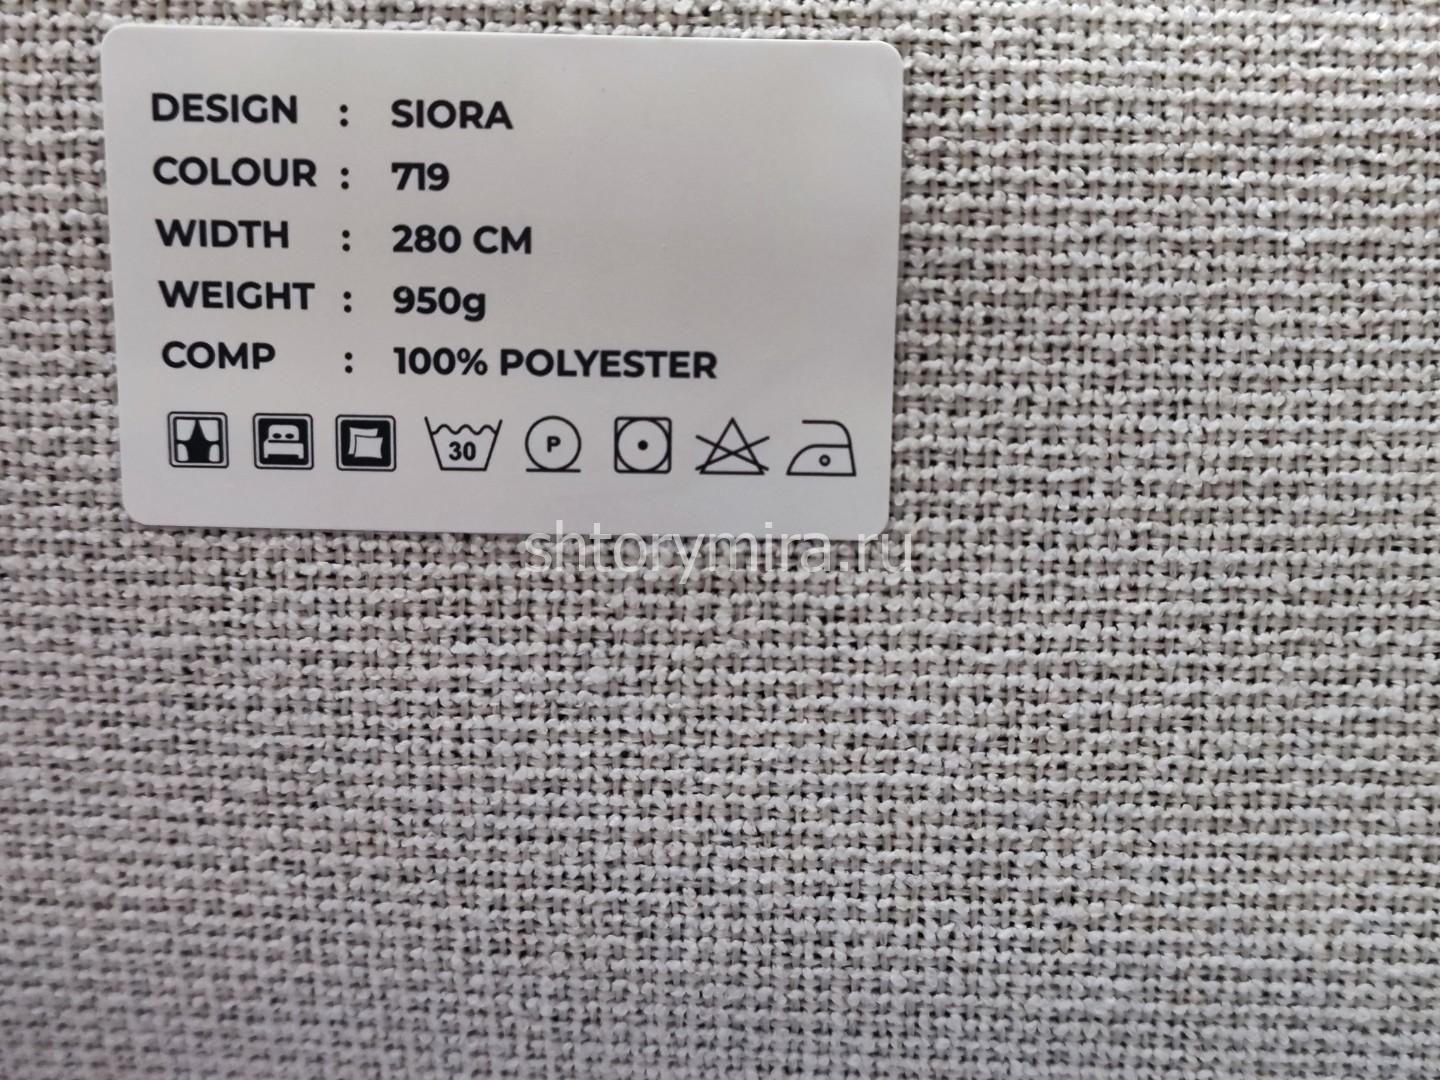 DESIGN : SIORA
COLOUR : 719
WIDTH : 280 CM
WEIGHT : 950g
COMP : 100% POLYESTER
30 P
shtorymira.ru